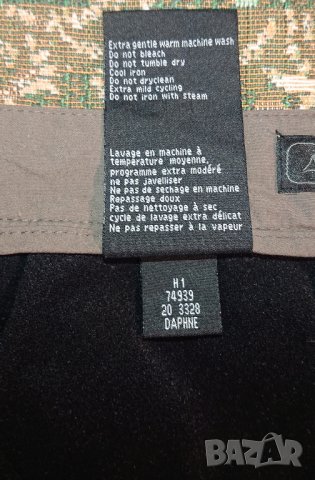 Extra gentle warm machine wash
Do not bleach
Do not tumble dry
Cool iron
Do not dryclean
Extra mild cycling
Do not iron with steam
Lavage en machine à
température moyenne,
programme extra modéré
ne pas javelliser
Ne pas de sechage en machine
Repassage doux
Pas de nettoyage à sec
cycle de lavage extra délicat
Ne pas repasser à la vapeur
H1
74939
20 3328
DAPHNE
BAZAR